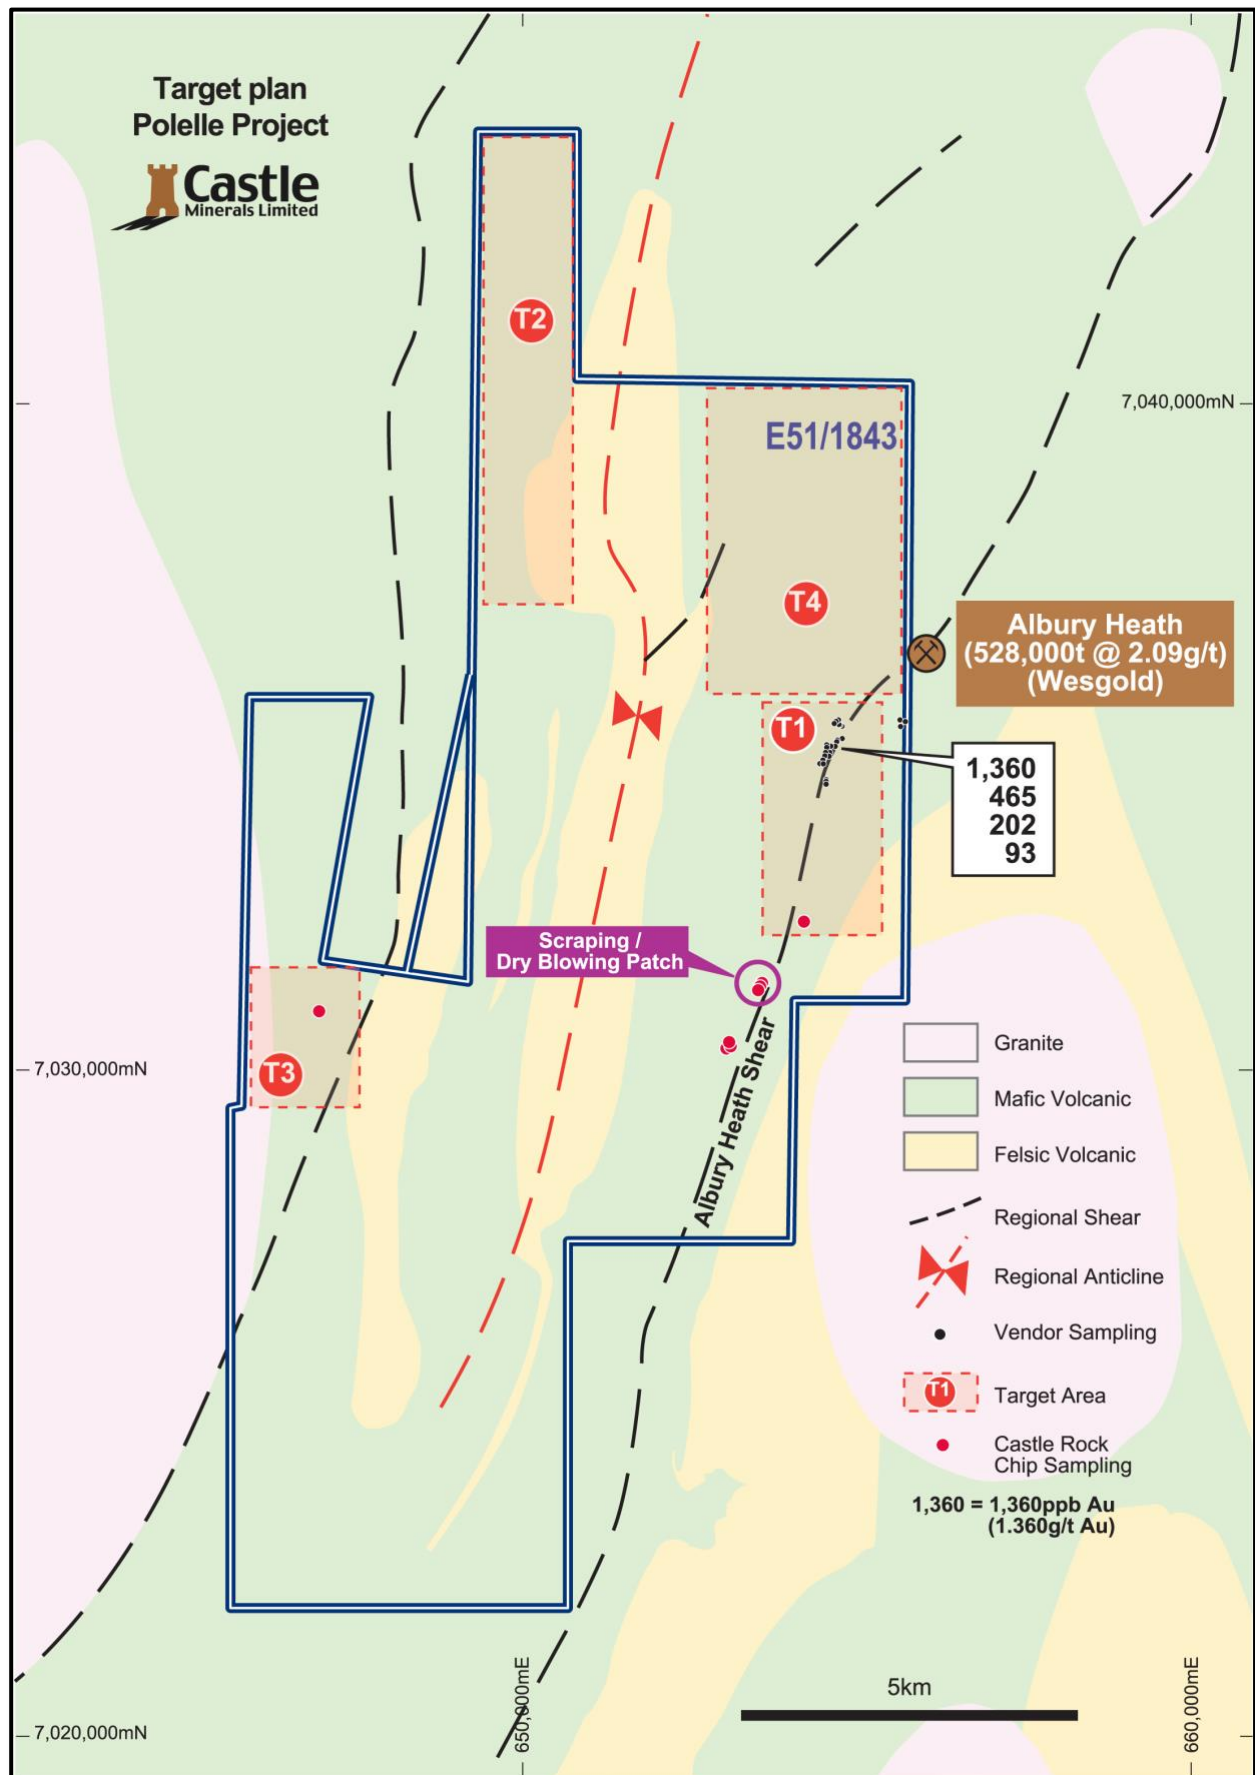 Target plan
Polelle Project
Castle
Minerals Limited
T2
7,040,000mN
E51/1843
T4
Albury Heath
(528,000t @ 2.09g/t)
(Wesgold)
T1
1,360
465
202
93
Scraping /
Dry Blowing Patch
T3
7,030,000mN
Albury Heath Shear
Granite
Mafic Volcanic
Felsic Volcanic
Regional Shear
Regional Anticline
Vendor Sampling
T1
Target Area
Castle Rock
Chip Sampling
1,360 = 1,360ppb Au
(1.360g/t Au)
5km
7,020,000mN
650,000mE
660,000mE